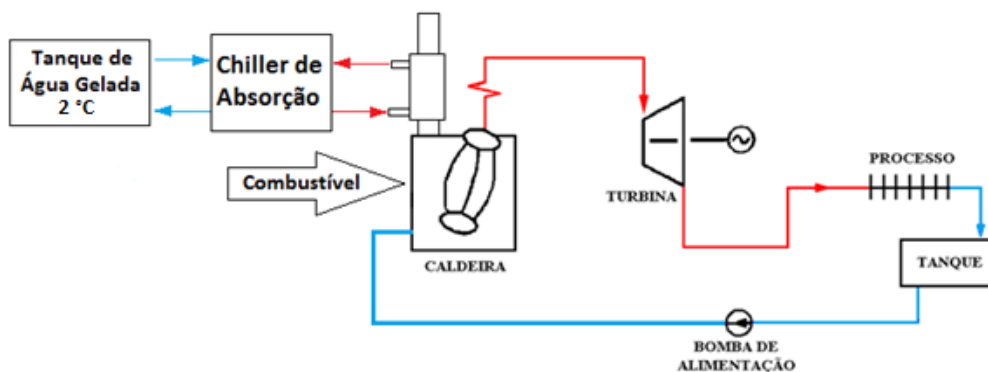 Tanque de
Água Gelada
2 °C
Chiller de
Absorção
Combustível
CALDEIRA
TURBINA
PROCESSO
TANQUE
BOMBA DE
ALIMENTAÇÃO